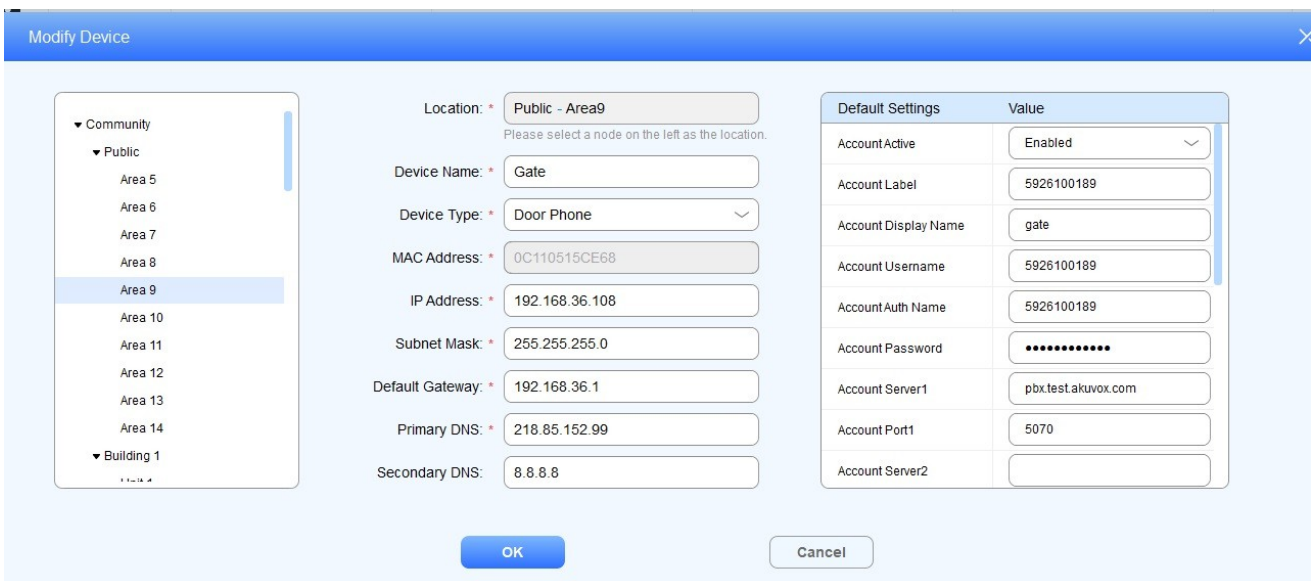 Modify Device
Community
Public
Area 5
Area 6
Area 7
Area 8
Area 9
Area 10
Area 11
Area 12
Area 13
Area 14
Building 1
Location: * Public - Area9
Please select a node on the left as the location.
Device Name: * Gate
Device Type: * Door Phone
MAC Address: * 0C110515CE68
IP Address: * 192.168.36.108
Subnet Mask: * 255.255.255.0
Default Gateway: * 192.168.36.1
Primary DNS: * 218.85.152.99
Secondary DNS: 8.8.8.8
Default Settings Value
Account Active Enabled
Account Label 5926100189
Account Display Name gate
Account Username 5926100189
Account Auth Name 5926100189
Account Password ••••••••••••
Account Server1 pbx.test.akuvox.com
Account Port1 5070
Account Server2
OK
Cancel